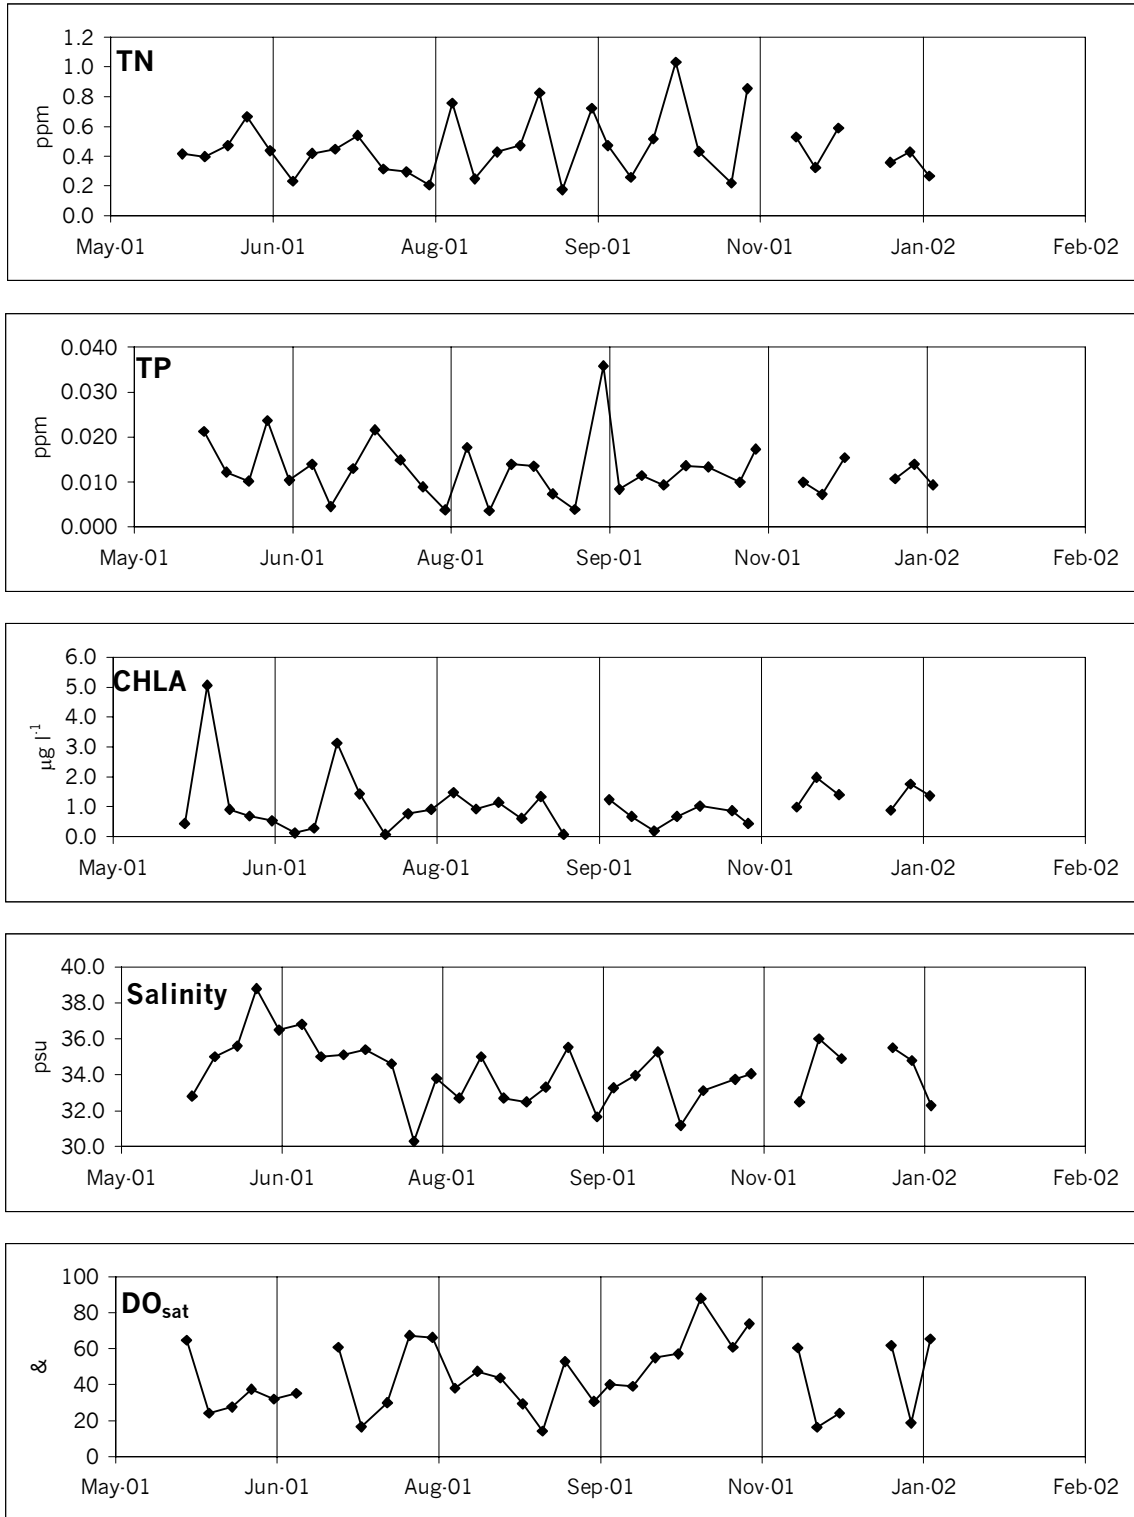 1.2
TN
1.0
0.8
ppm
0.6
0.4
0.2
0.0
May-01 Jun-01 Aug-01 Sep-01 Nov-01 Jan-02 Feb-02
0.040
TP
0.030
ppm
0.020
0.010
0.000
May-01 Jun-01 Aug-01 Sep-01 Nov-01 Jan-02 Feb-02
6.0
CHLA
5.0
4.0
µg l-1
3.0
2.0
1.0
0.0
May-01 Jun-01 Aug-01 Sep-01 Nov-01 Jan-02 Feb-02
40.0
Salinity
38.0
36.0
psu
34.0
32.0
30.0
May-01 Jun-01 Aug-01 Sep-01 Nov-01 Jan-02 Feb-02
100
DOsat
80
60
&
40
20
0
May-01 Jun-01 Aug-01 Sep-01 Nov-01 Jan-02 Feb-02